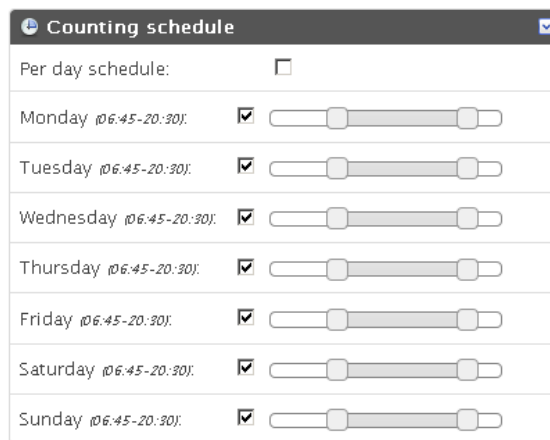 Counting schedule
Per day schedule:
Monday (06:45-20:30):
Tuesday (06:45-20:30):
Wednesday (06:45-20:30):
Thursday (06:45-20:30):
Friday (06:45-20:30):
Saturday (06:45-20:30):
Sunday (06:45-20:30):